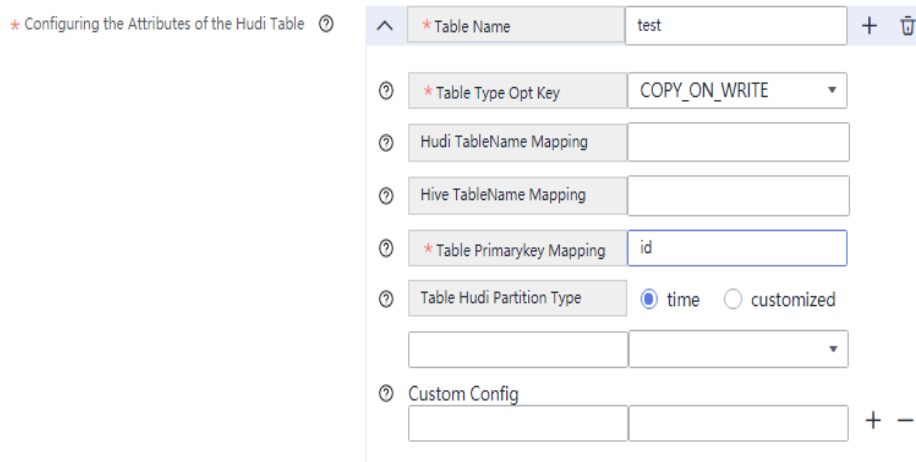 * Configuring the Attributes of the Hudi Table
* Table Name test
* Table Type Opt Key COPY_ON_WRITE
Hudi TableName Mapping
Hive TableName Mapping
* Table Primarykey Mapping id
Table Hudi Partition Type time customized
Custom Config